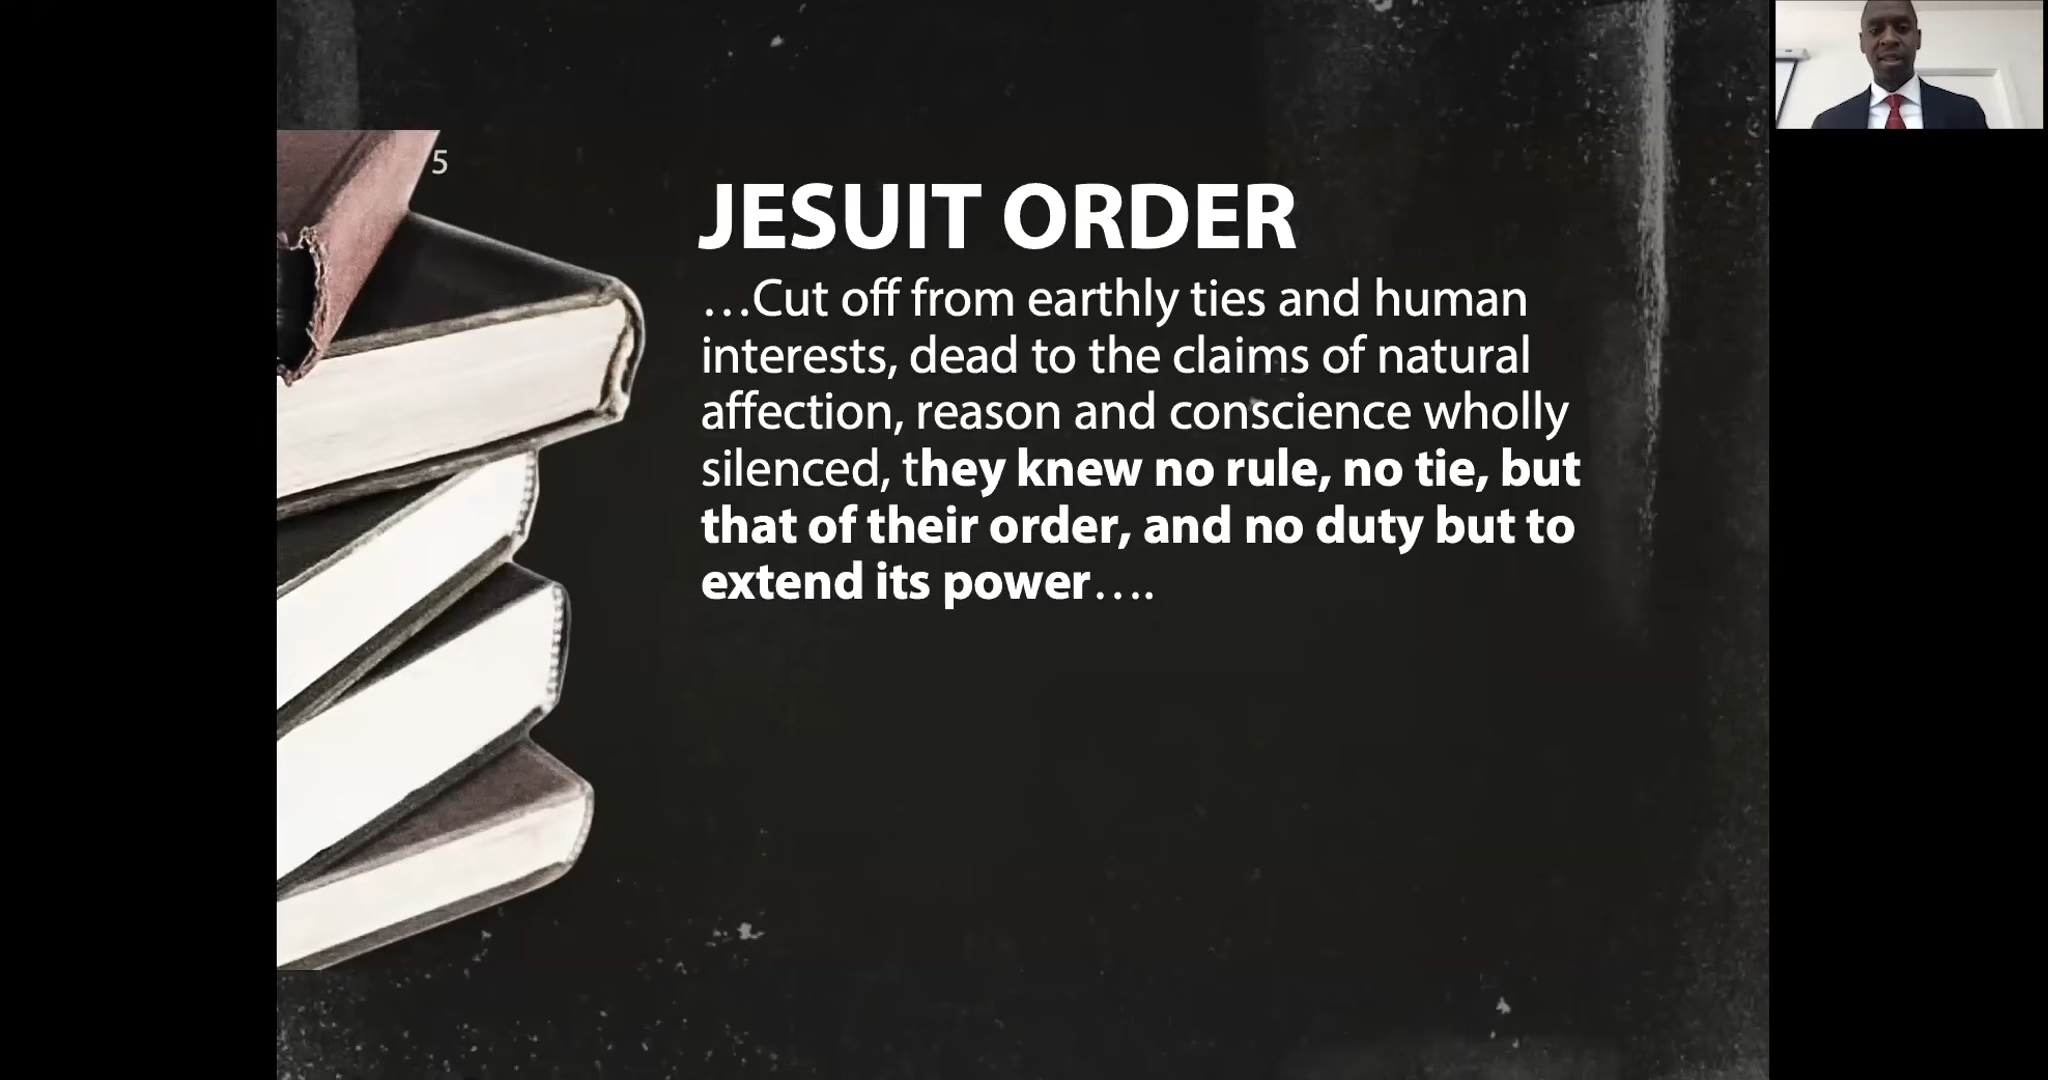 5
JESUIT ORDER
…Cut off from earthly ties and human
interests, dead to the claims of natural
affection, reason and conscience wholly
silenced, they knew no rule, no tie, but
that of their order, and no duty but to
extend its power….